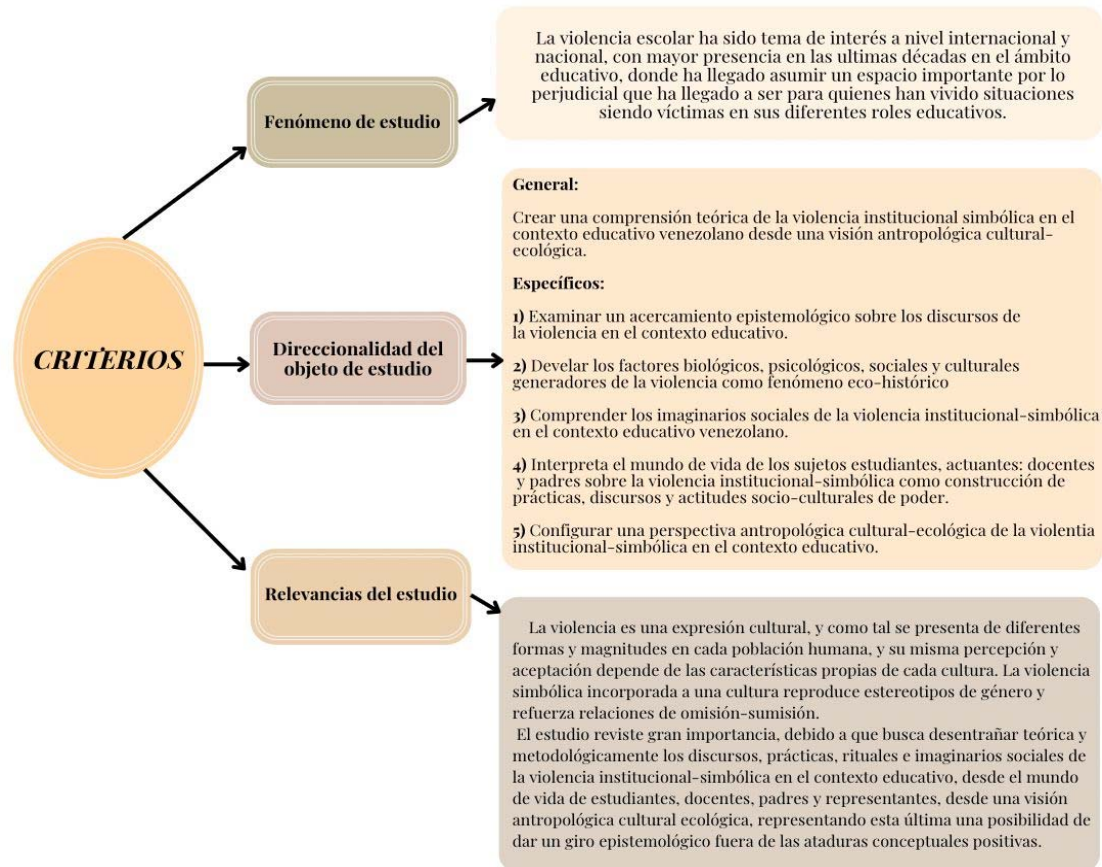 CRITERIOS
Fenómeno de estudio
La violencia escolar ha sido tema de interés a nivel internacional y
nacional, con mayor presencia en las ultimas décadas en el ámbito
educativo, donde ha llegado asumir un espacio importante por lo
perjudicial que ha llegado a ser para quienes han vivido situaciones
siendo víctimas en sus diferentes roles educativos.
Direccionalidad del
objeto de estudio
General:
Crear una comprensión teórica de la violencia institucional simbólica en el
contexto educativo venezolano desde una visión antropológica cultural-
ecológica.
Específicos:
1) Examinar un acercamiento epistemológico sobre los discursos de
la violencia en el contexto educativo.
2) Develar los factores biológicos, psicológicos, sociales y culturales
generadores de la violencia como fenómeno eco-histórico
3) Comprender los imaginarios sociales de la violencia institucional-simbólica
en el contexto educativo venezolano.
4) Interpreta el mundo de vida de los sujetos estudiantes, actuantes: docentes
y padres sobre la violencia institucional-simbólica como construcción de
prácticas, discursos y actitudes socio-culturales de poder.
5) Configurar una perspectiva antropológica cultural-ecológica de la violentia
institucional-simbólica en el contexto educativo.
Relevancias del estudio
La violencia es una expresión cultural, y como tal se presenta de diferentes
formas y magnitudes en cada población humana, y su misma percepción y
aceptación depende de las características propias de cada cultura. La violencia
simbólica incorporada a una cultura reproduce estereotipos de género y
refuerza relaciones de omisión-sumisión.
El estudio reviste gran importancia, debido a que busca desentrañar teórica y
metodológicamente los discursos, prácticas, rituales e imaginarios sociales de
la violencia institucional-simbólica en el contexto educativo, desde el mundo
de vida de estudiantes, docentes, padres y representantes, desde una visión
antropológica cultural ecológica, representando esta última una posibilidad de
dar un giro epistemológico fuera de las ataduras conceptuales positivas.